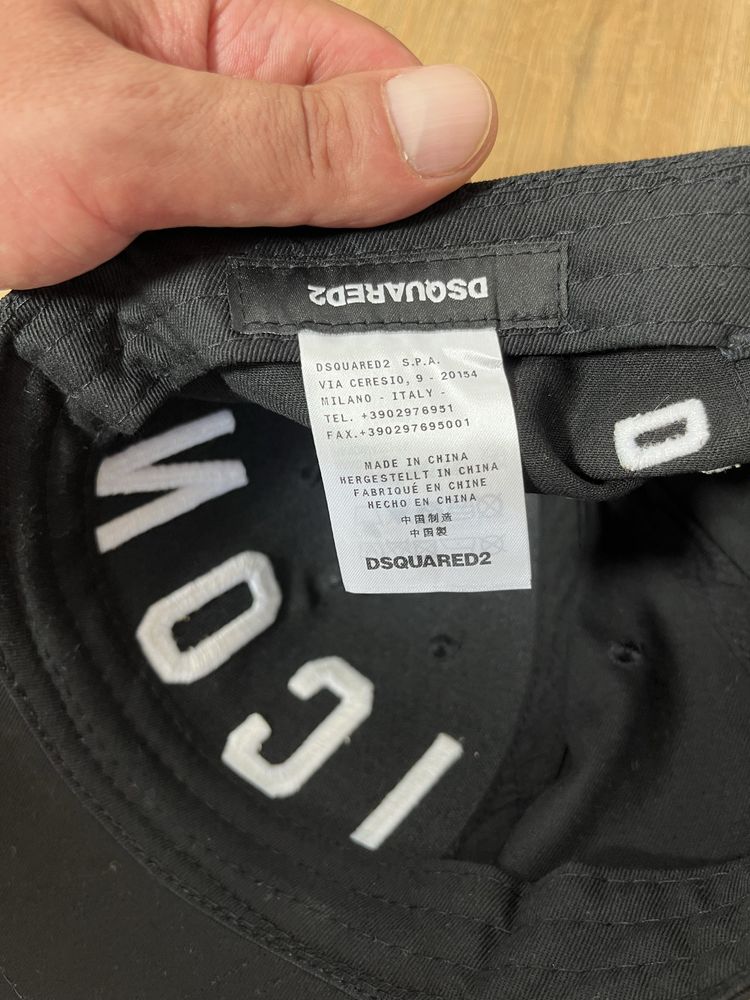 DSQUARED2
DSQUARED2 S.P.A.
VIA CERESIO, 9 - 20154
MILANO - ITALY -
TEL. +3902976951
FAX.+390297695001
MADE IN CHINA
HERGESTELLT IN CHINA
FABRIQUÉ EN CHINE
HECHO EN CHINA
中国制造
中国製
DSQUARED2
ICON
D